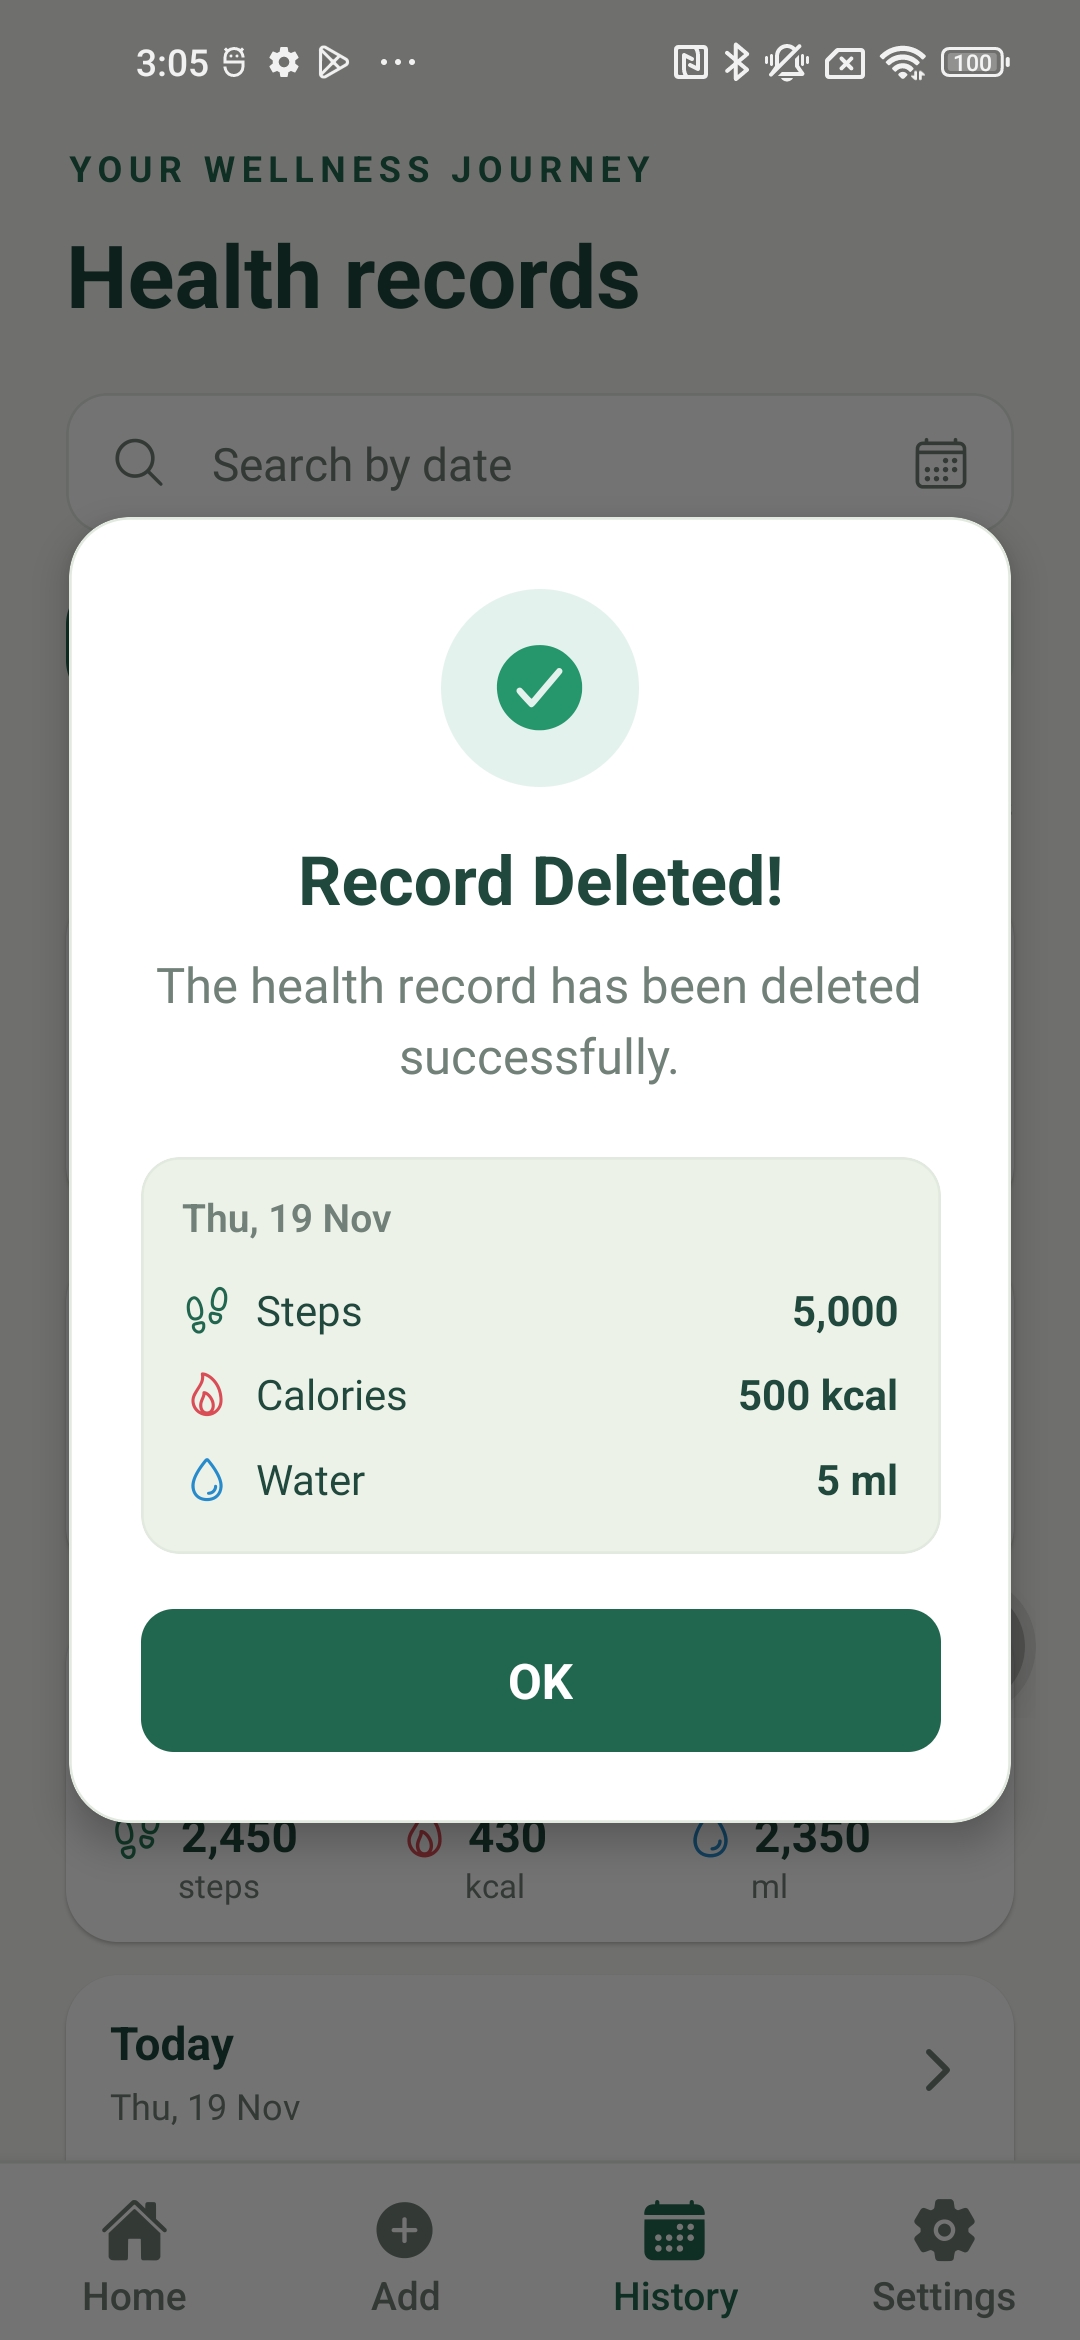 3:05
100
YOUR WELLNESS JOURNEY
Health records
Search by date
Record Deleted!
The health record has been deleted
successfully.
Thu, 19 Nov
Steps 5,000
Calories 500 kcal
Water 5 ml
OK
2,450 430 2,350
steps kcal ml
Today
Thu, 19 Nov
Home Add History Settings